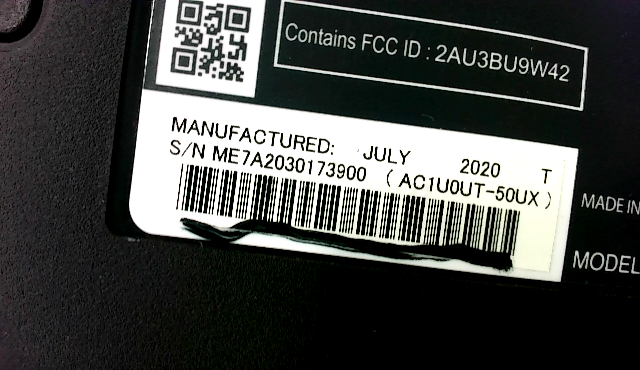 Contains FCC ID : 2AU3BU9W42
MANUFACTURED: JULY 2020 T
S/N ME7A2030173900 ( AC1U0UT-50UX )
MADE IN
MODEL